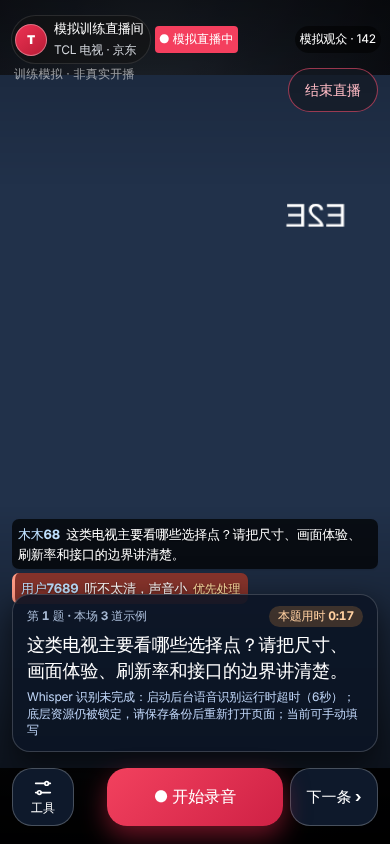 T
模拟训练直播间
TCL 电视 · 京东
模拟直播中
模拟观众 · 142
训练模拟 · 非真实开播
结束直播
E2E
木木68 这类电视主要看哪些选择点？请把尺寸、画面体验、
刷新率和接口的边界讲清楚。
用户7689 听不太清，声音小 优先处理
第 1 题 · 本场 3 道示例
本题用时 0:17
这类电视主要看哪些选择点？请把尺寸、
画面体验、刷新率和接口的边界讲清楚。
Whisper 识别未完成：启动后台语音识别运行时超时（6秒）；
底层资源仍被锁定，请保存备份后重新打开页面；当前可手动填
写
工具
开始录音
下一条 ›